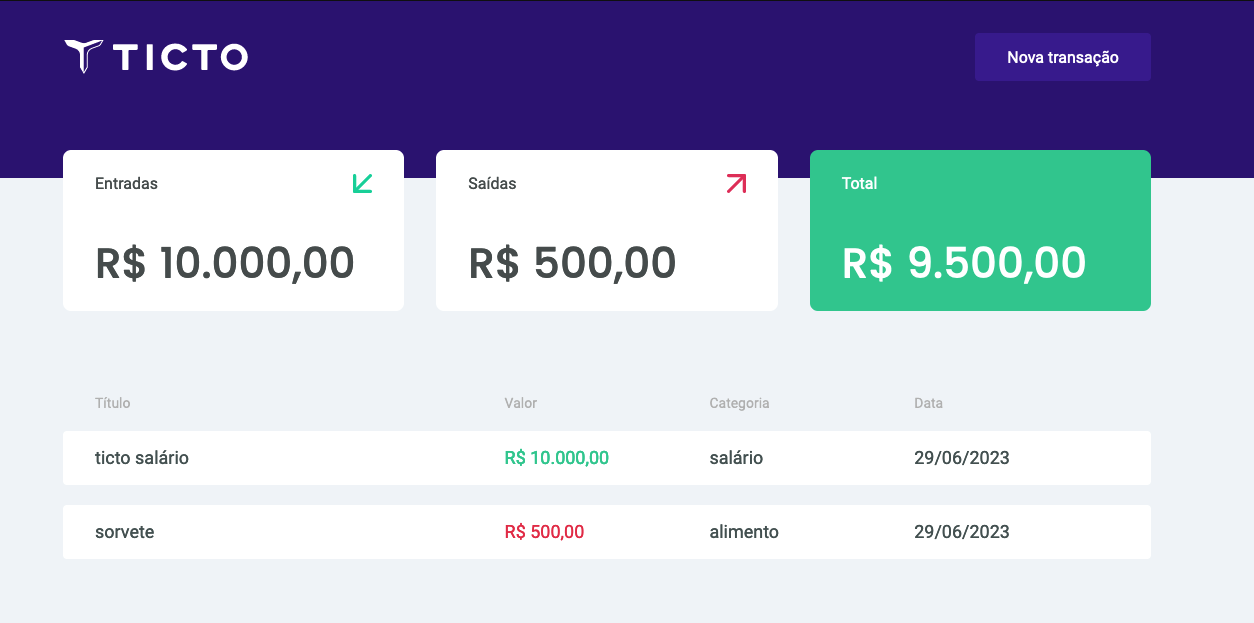 TICTO
Nova transação
Entradas
Saídas
Total
R$ 10.000,00
R$ 500,00
R$ 9.500,00
Título Valor Categoria Data
ticto salário R$ 10.000,00 salário 29/06/2023
sorvete R$ 500,00 alimento 29/06/2023